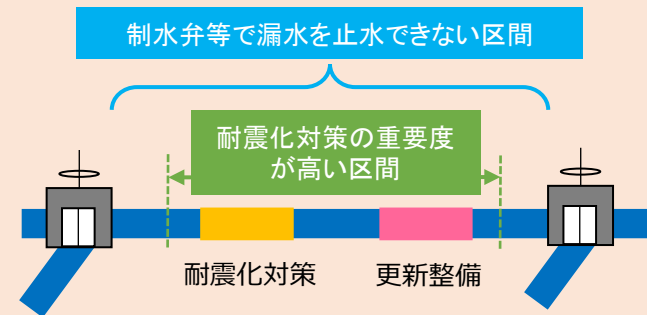 制水弁等で漏水を止水できない区間
耐震化対策の重要度
が高い区間
耐震化対策
更新整備